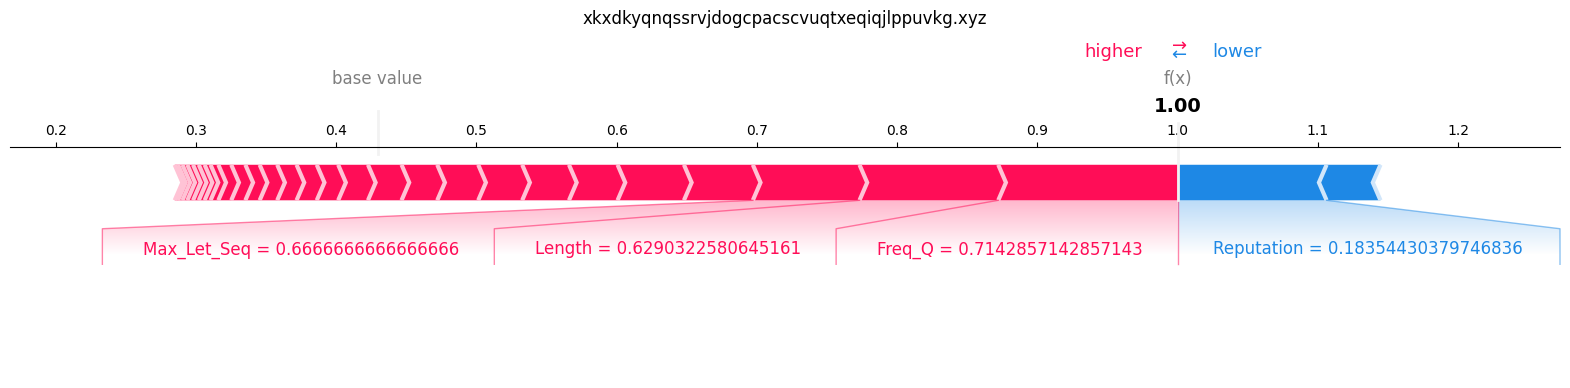 xkxdkyqnqssrvjdogcpacscvuqtxeqiqjlppuvkg.xyz
higher ⇄ lower
base value f(x)
1.00
0.2 0.3 0.4 0.5 0.6 0.7 0.8 0.9 1.0 1.1 1.2
Max_Let_Seq = 0.6666666666666666 Length = 0.6290322580645161 Freq_Q = 0.7142857142857143 Reputation = 0.18354430379746836